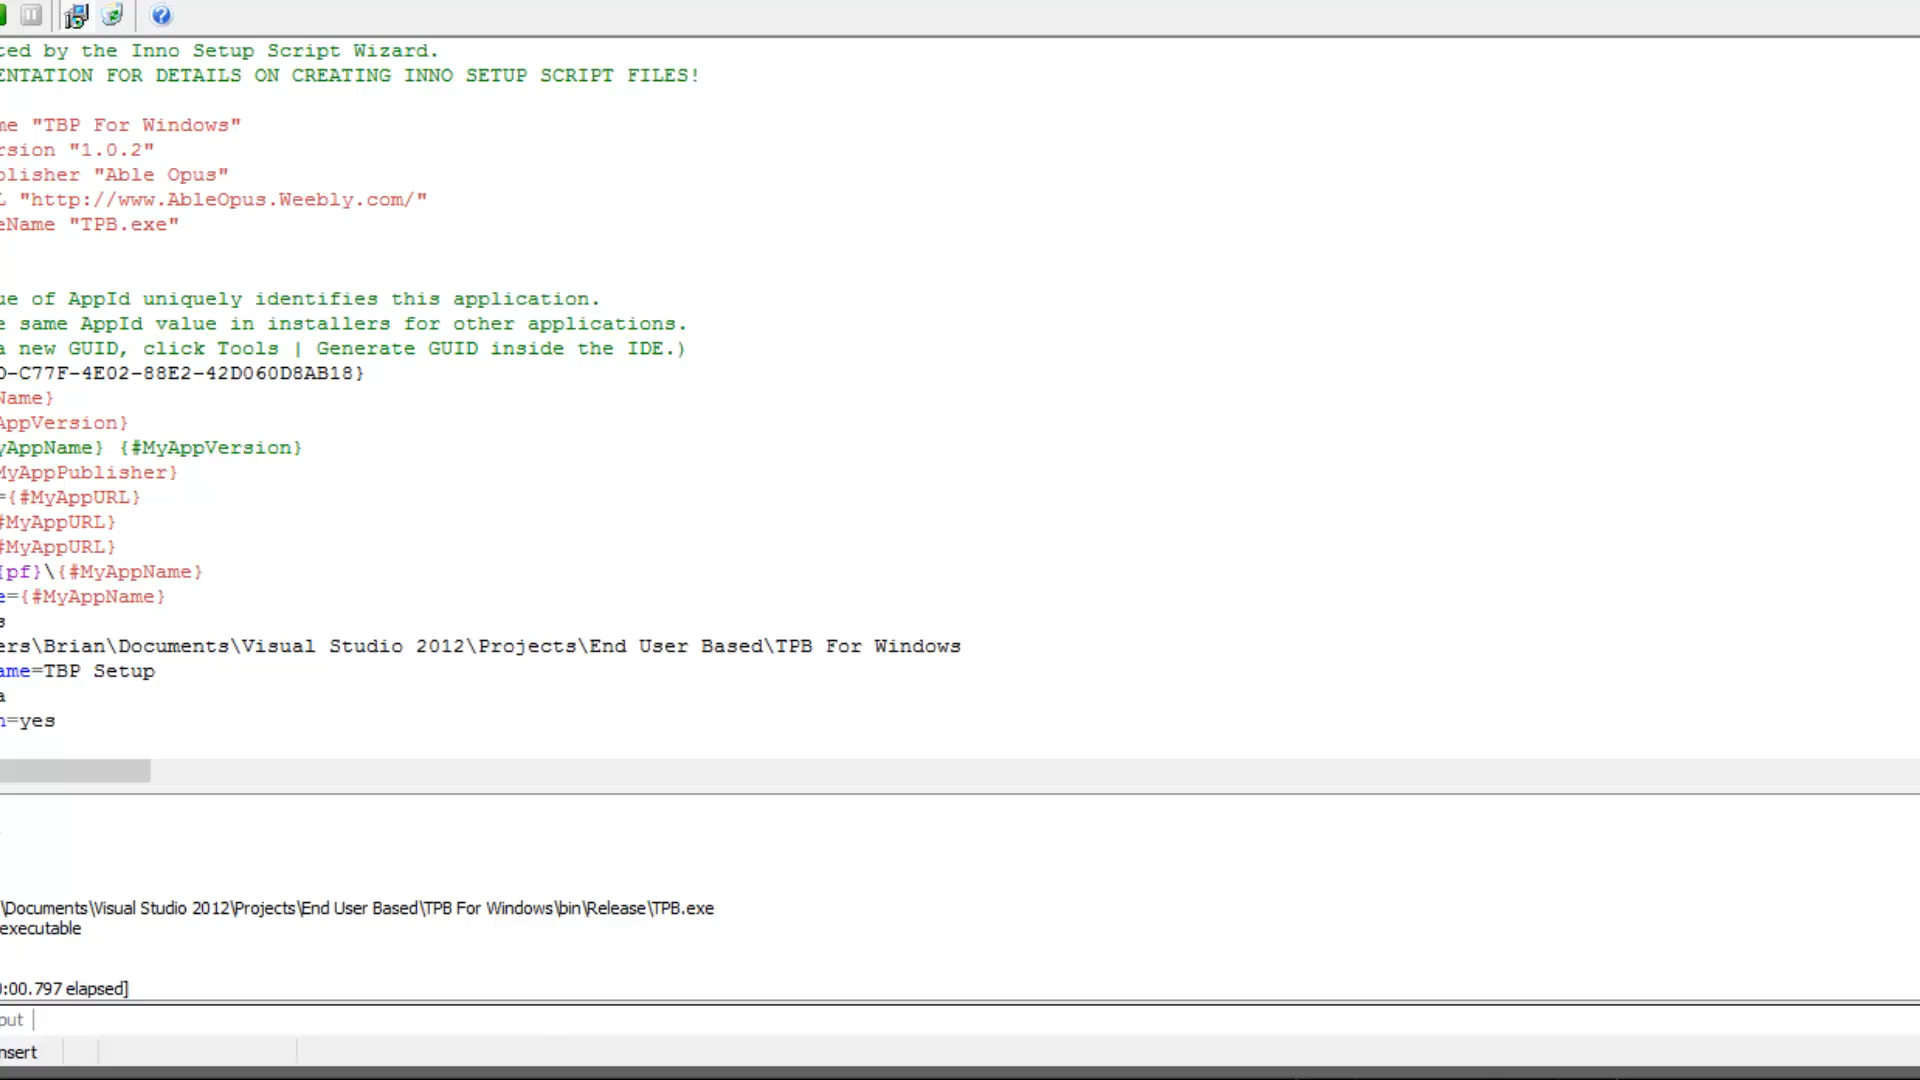 ted by the Inno Setup Script Wizard.
ENTATION FOR DETAILS ON CREATING INNO SETUP SCRIPT FILES!
me "TBP For Windows"
rsion "1.0.2"
blisher "Able Opus"
L "http://www.AbleOpus.Weebly.com/"
eName "TPB.exe"
ue of AppId uniquely identifies this application.
e same AppId value in installers for other applications.
a new GUID, click Tools | Generate GUID inside the IDE.)
D-C77F-4E02-88E2-42D060D8AB18}
Name}
AppVersion}
yAppName} {#MyAppVersion}
MyAppPublisher}
={#MyAppURL}
#MyAppURL}
#MyAppURL}
{pf}\{#MyAppName}
e={#MyAppName}
s
ers\Brian\Documents\Visual Studio 2012\Projects\End User Based\TPB For Windows
ame=TBP Setup
a
n=yes
\Documents\Visual Studio 2012\Projects\End User Based\TPB For Windows\bin\Release\TPB.exe
executable
0:00.797 elapsed]
put
nsert